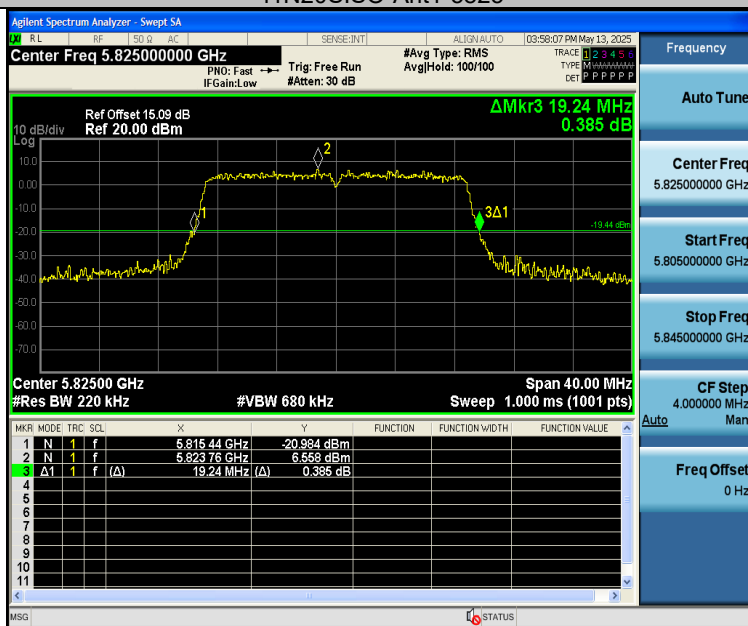 Agilent Spectrum Analyzer - Swept SA
LXI RL RF 50 Ω AC SENSE:INT ALIGN AUTO 03:58:07 PM May 13, 2025
Center Freq 5.825000000 GHz
PNO: Fast
IFGain:Low
Trig: Free Run
#Atten: 30 dB
#Avg Type: RMS
Avg|Hold: 100/100
TRACE 1 2 3 4 5 6
TYPE M W W W W W
DET P P P P P P
Ref Offset 15.09 dB
10 dB/div Ref 20.00 dBm
Log
ΔMkr3 19.24 MHz
0.385 dB
10.0
0.00
-10.0
-20.0
-30.0
-40.0
-50.0
-60.0
-70.0
2
1
3Δ1
-19.44 dBm
Center 5.82500 GHz Span 40.00 MHz
#Res BW 220 kHz #VBW 680 kHz Sweep 1.000 ms (1001 pts)
MKR MODE TRC SCL X Y FUNCTION FUNCTION WIDTH FUNCTION VALUE
1 N 1 f 5.815 44 GHz -20.984 dBm
2 N 1 f 5.823 76 GHz 6.558 dBm
3 Δ1 1 f (Δ) 19.24 MHz (Δ) 0.385 dB
4
5
6
7
8
9
10
11
MSG STATUS
Frequency
Auto Tune
Center Freq
5.825000000 GHz
Start Freq
5.805000000 GHz
Stop Freq
5.845000000 GHz
CF Step
4.000000 MHz
Auto Man
Freq Offset
0 Hz